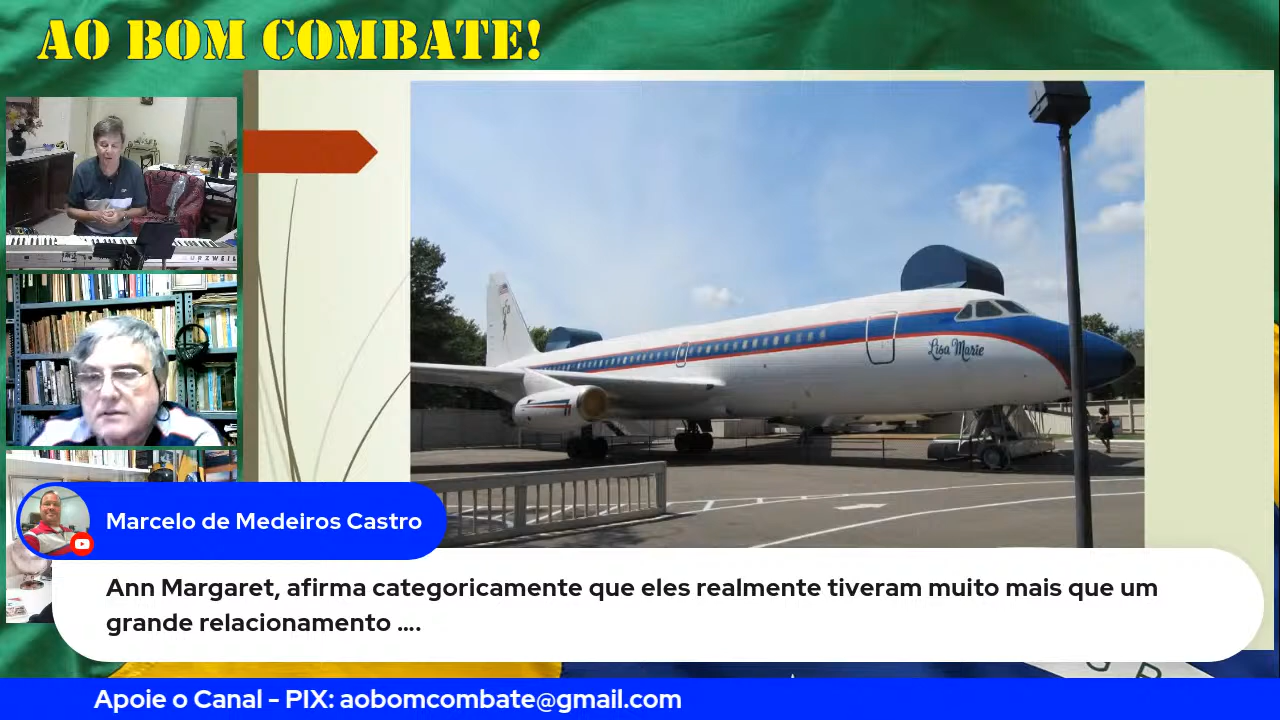 AO BOM COMBATE!
KURZWEIL
Lisa Marie
Marcelo de Medeiros Castro
Ann Margaret, afirma categoricamente que eles realmente tiveram muito mais que um
grande relacionamento ....
Apoie o Canal - PIX: aobomcombate@gmail.com